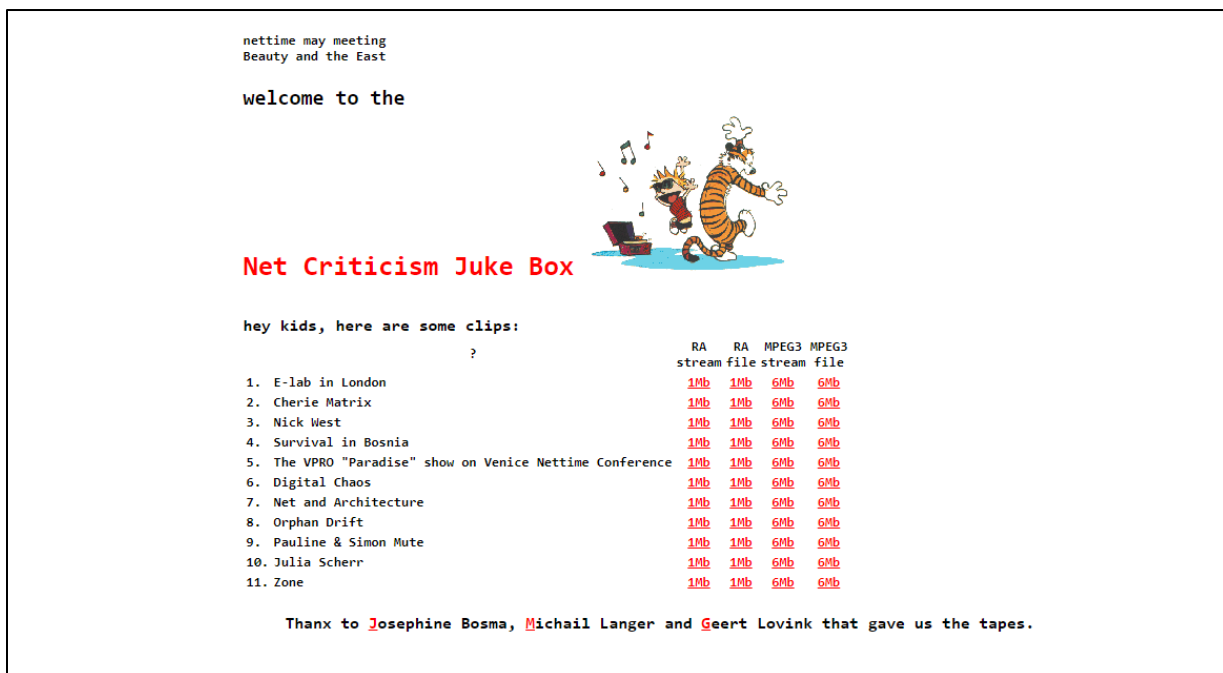 nettime may meeting
Beauty and the East
welcome to the
Net Criticism Juke Box
hey kids, here are some clips:
? RA stream RA file MPEG3 stream MPEG3 file
1. E-lab in London 1Mb 1Mb 6Mb 6Mb
2. Cherie Matrix 1Mb 1Mb 6Mb 6Mb
3. Nick West 1Mb 1Mb 6Mb 6Mb
4. Survival in Bosnia 1Mb 1Mb 6Mb 6Mb
5. The VPRO "Paradise" show on Venice Nettime Conference 1Mb 1Mb 6Mb 6Mb
6. Digital Chaos 1Mb 1Mb 6Mb 6Mb
7. Net and Architecture 1Mb 1Mb 6Mb 6Mb
8. Orphan Drift 1Mb 1Mb 6Mb 6Mb
9. Pauline & Simon Mute 1Mb 1Mb 6Mb 6Mb
10. Julia Scherr 1Mb 1Mb 6Mb 6Mb
11. Zone 1Mb 1Mb 6Mb 6Mb
Thanx to Josephine Bosma, Michail Langer and Geert Lovink that gave us the tapes.